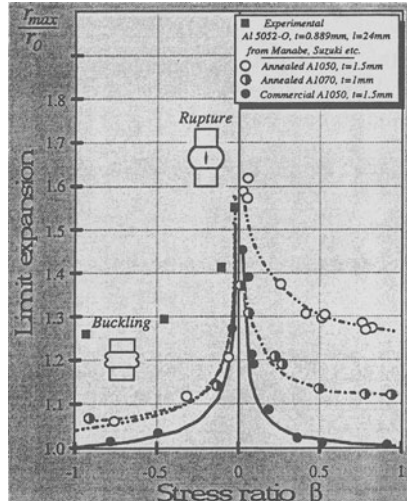 r_max
r_0
■ Experimental
Al 5052-O, t=0.889mm, l=24mm
from Manabe, Suzuki etc.
Annealed A1050, t=1.5mm
Annealed A1070, t=1mm
Commercial A1050, t=1.5mm
1.8
1.7
Rupture
1.6
1.5
1.4
Limit expansion
1.3
Buckling
1.2
1.1
1.0
-1 -0.5 0 0.5 1
Stress ratio β